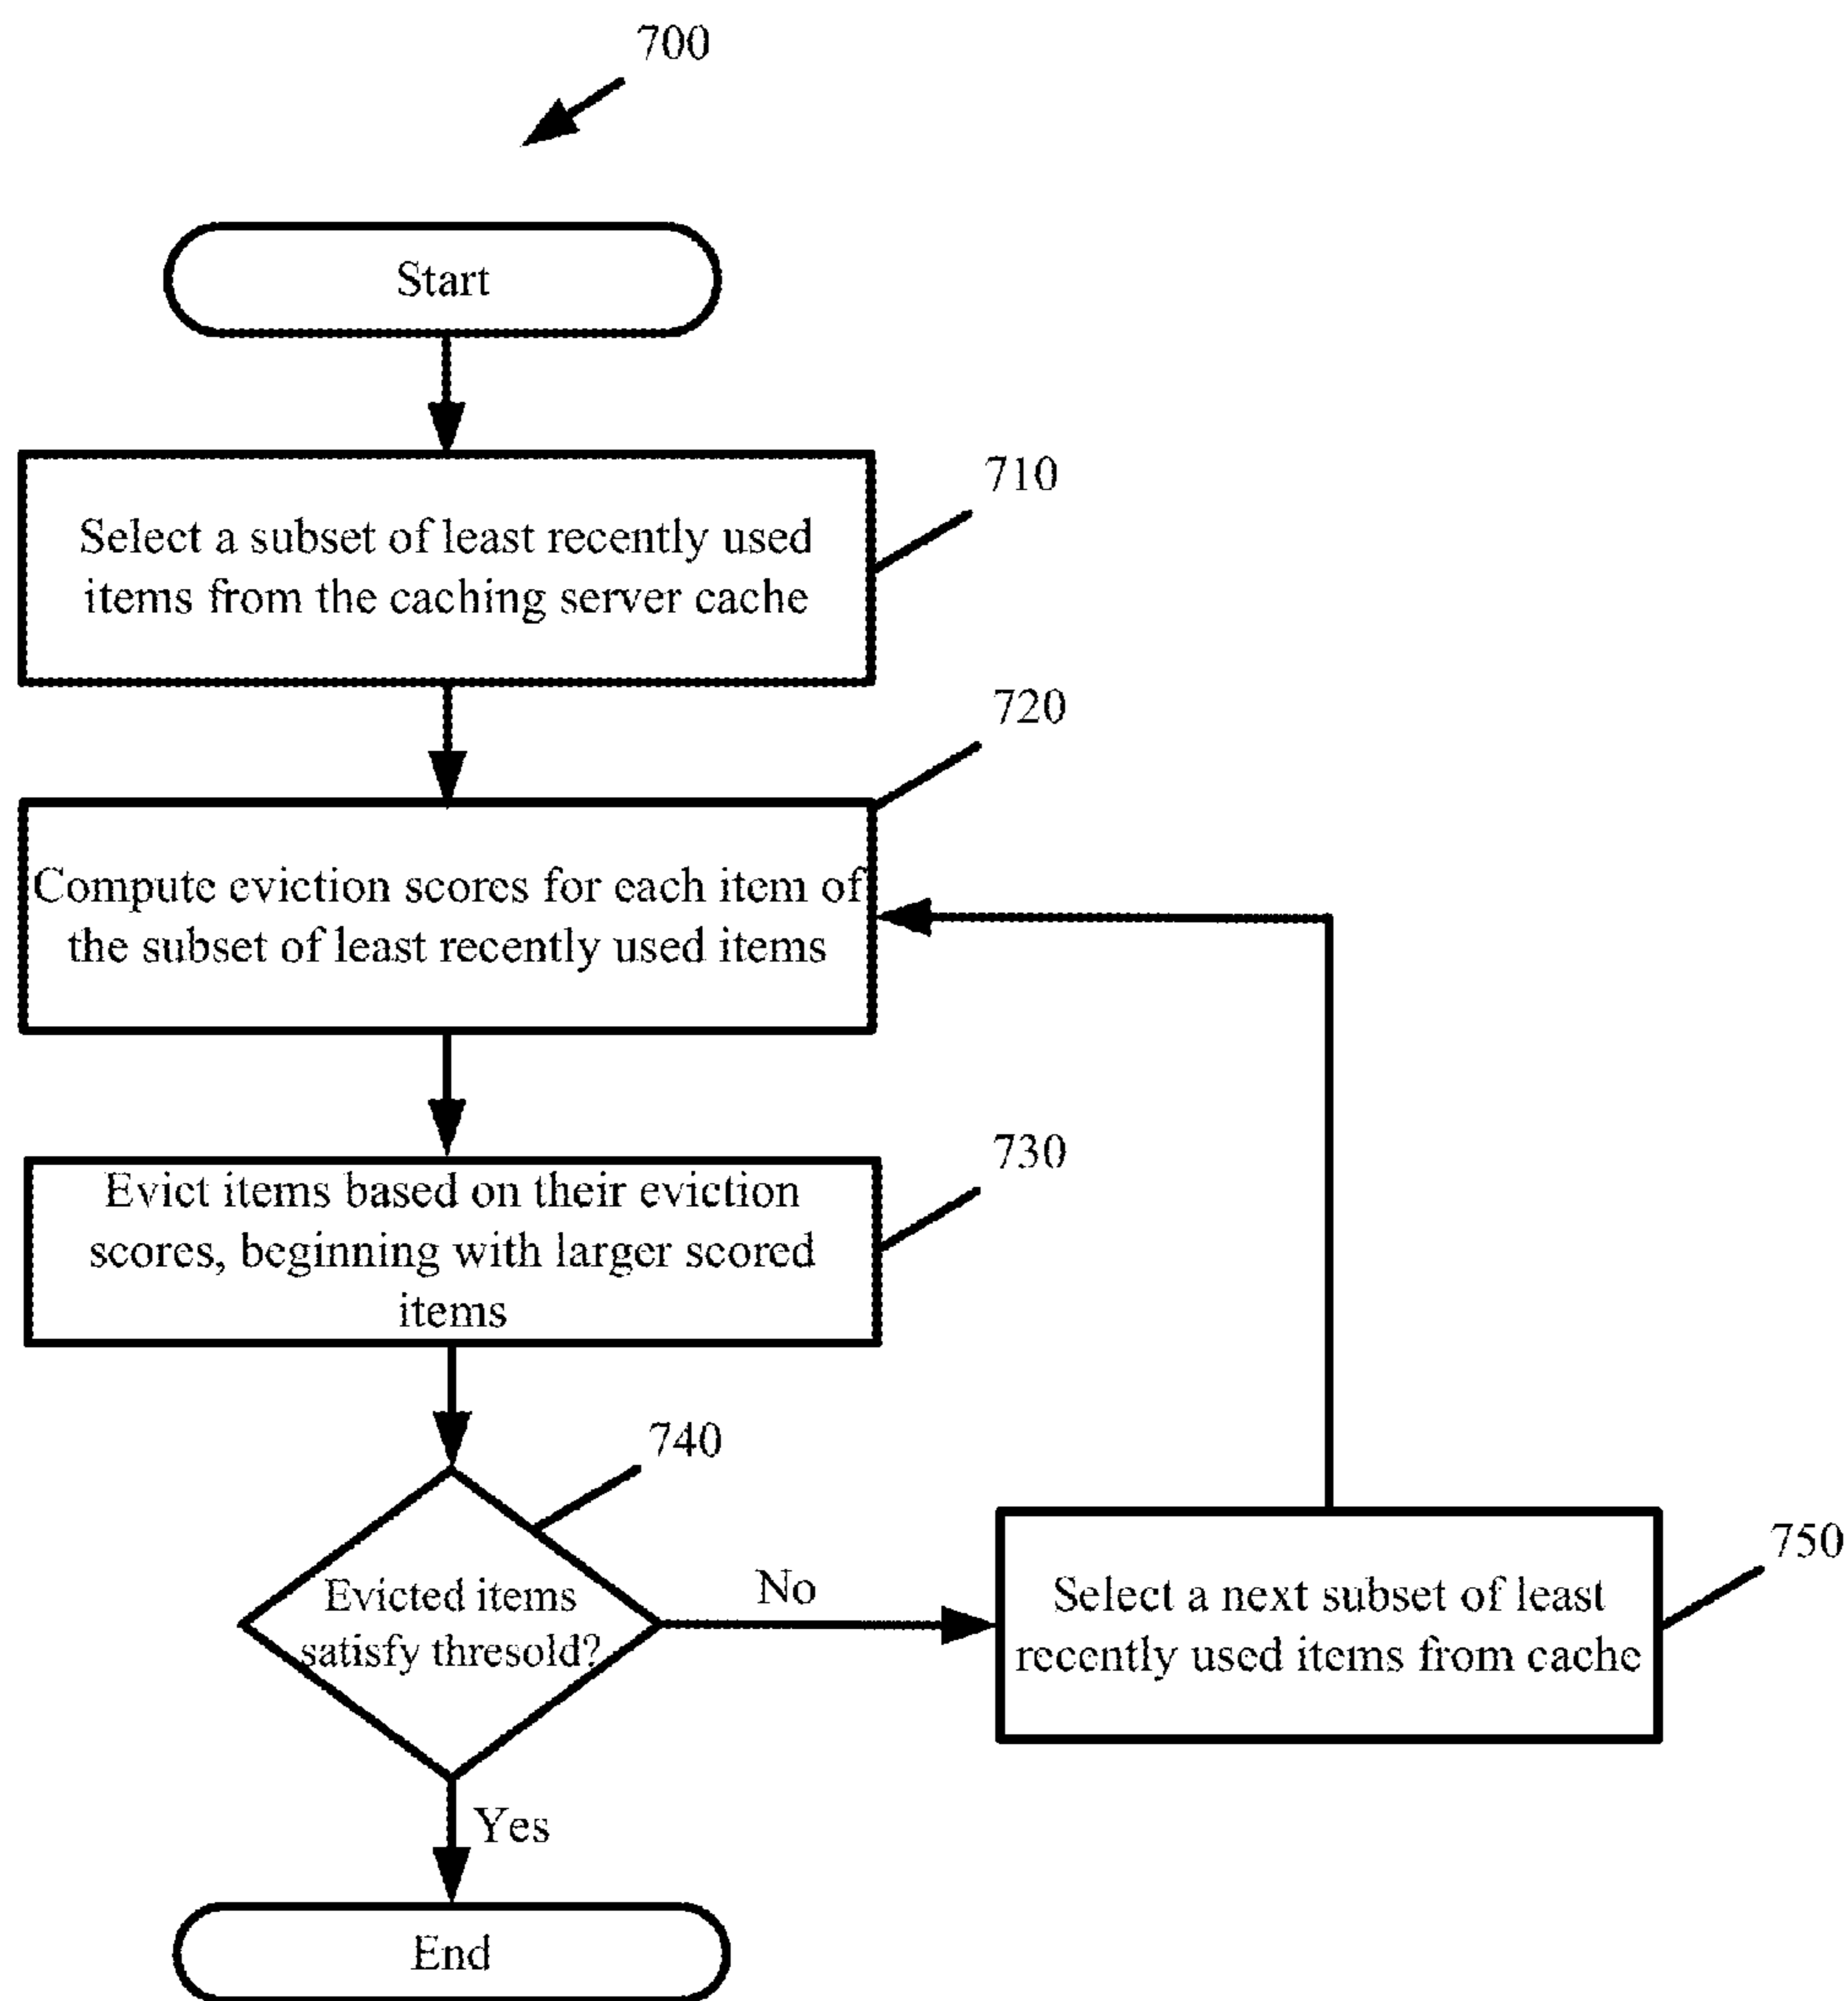 700
Start
710
Select a subset of least recently used
items from the caching server cache
720
Compute eviction scores for each item of
the subset of least recently used items
730
Evict items based on their eviction
scores, beginning with larger scored
items
740
Evicted items
satisfy thresold?
No
750
Select a next subset of least
recently used items from cache
Yes
End